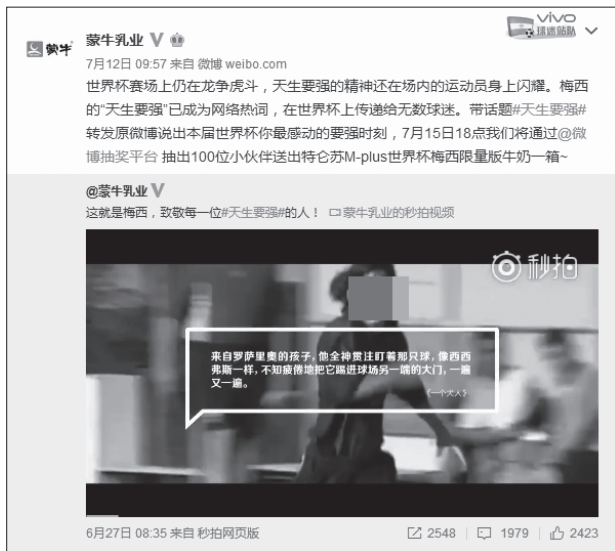 vivo
球迷贴队
蒙牛
蒙牛乳业 V
7月12日 09:57 来自 微博 weibo.com
世界杯赛场上仍在龙争虎斗，天生要强的精神还在场内的运动员身上闪耀。梅西
的“天生要强”已成为网络热词，在世界杯上传递给无数球迷。带话题#天生要强#
转发原微博说出本届世界杯你最感动的要强时刻，7月15日18点我们将通过@微
博抽奖平台 抽出100位小伙伴送出特仑苏M-plus世界杯梅西限量版牛奶一箱~
@蒙牛乳业 V
这就是梅西，致敬每一位#天生要强#的人！ 蒙牛乳业的秒拍视频
秒拍
来自罗萨里奥的孩子，他全神贯注盯着那只球，像西西
弗斯一样，不知疲倦地把它踢进球场另一端的大门，一遍
又一遍。
6月27日 08:35 来自 秒拍网页版
2548 1979 2423